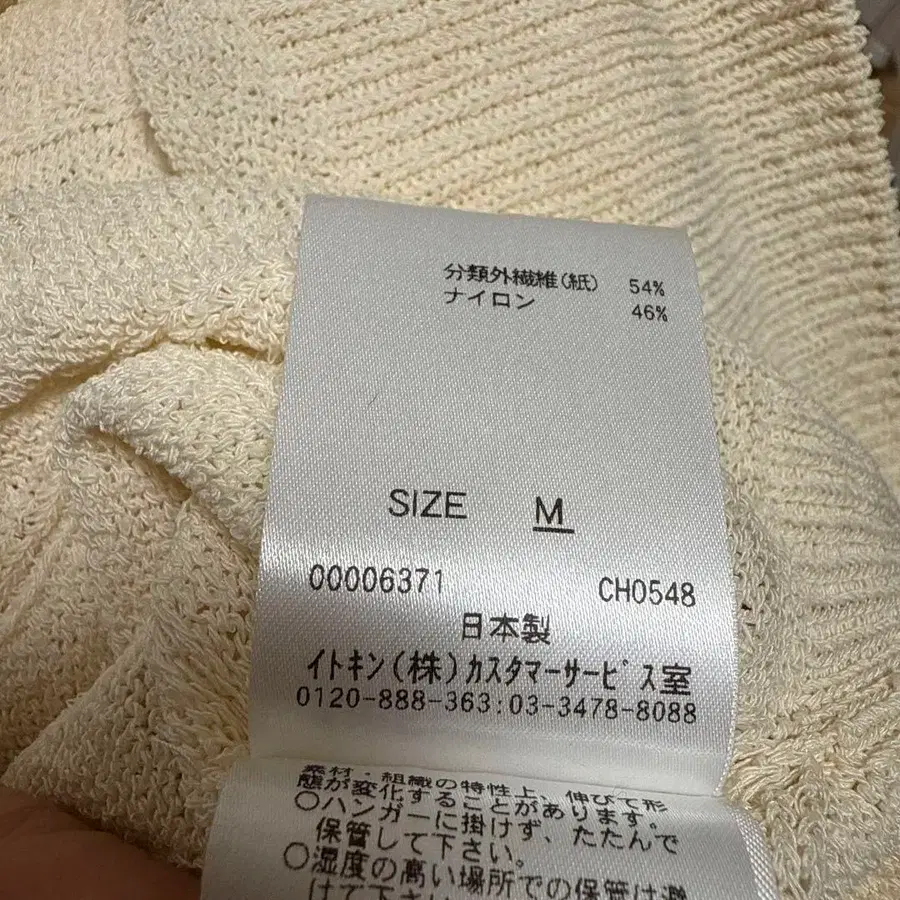 分類外繊維(紙) 54%
ナイロン 46%
SIZE M
00006371 CH0548
日本製
イトキン(株)カスタマーサービス室
0120-888-363:03-3478-8088
素材・組織の特性上、伸びて形
態が変化することがあります。
○ハンガーに掛けず、たたんで
保管して下さい。
○湿度の高い場所での保管は避
けて下さい